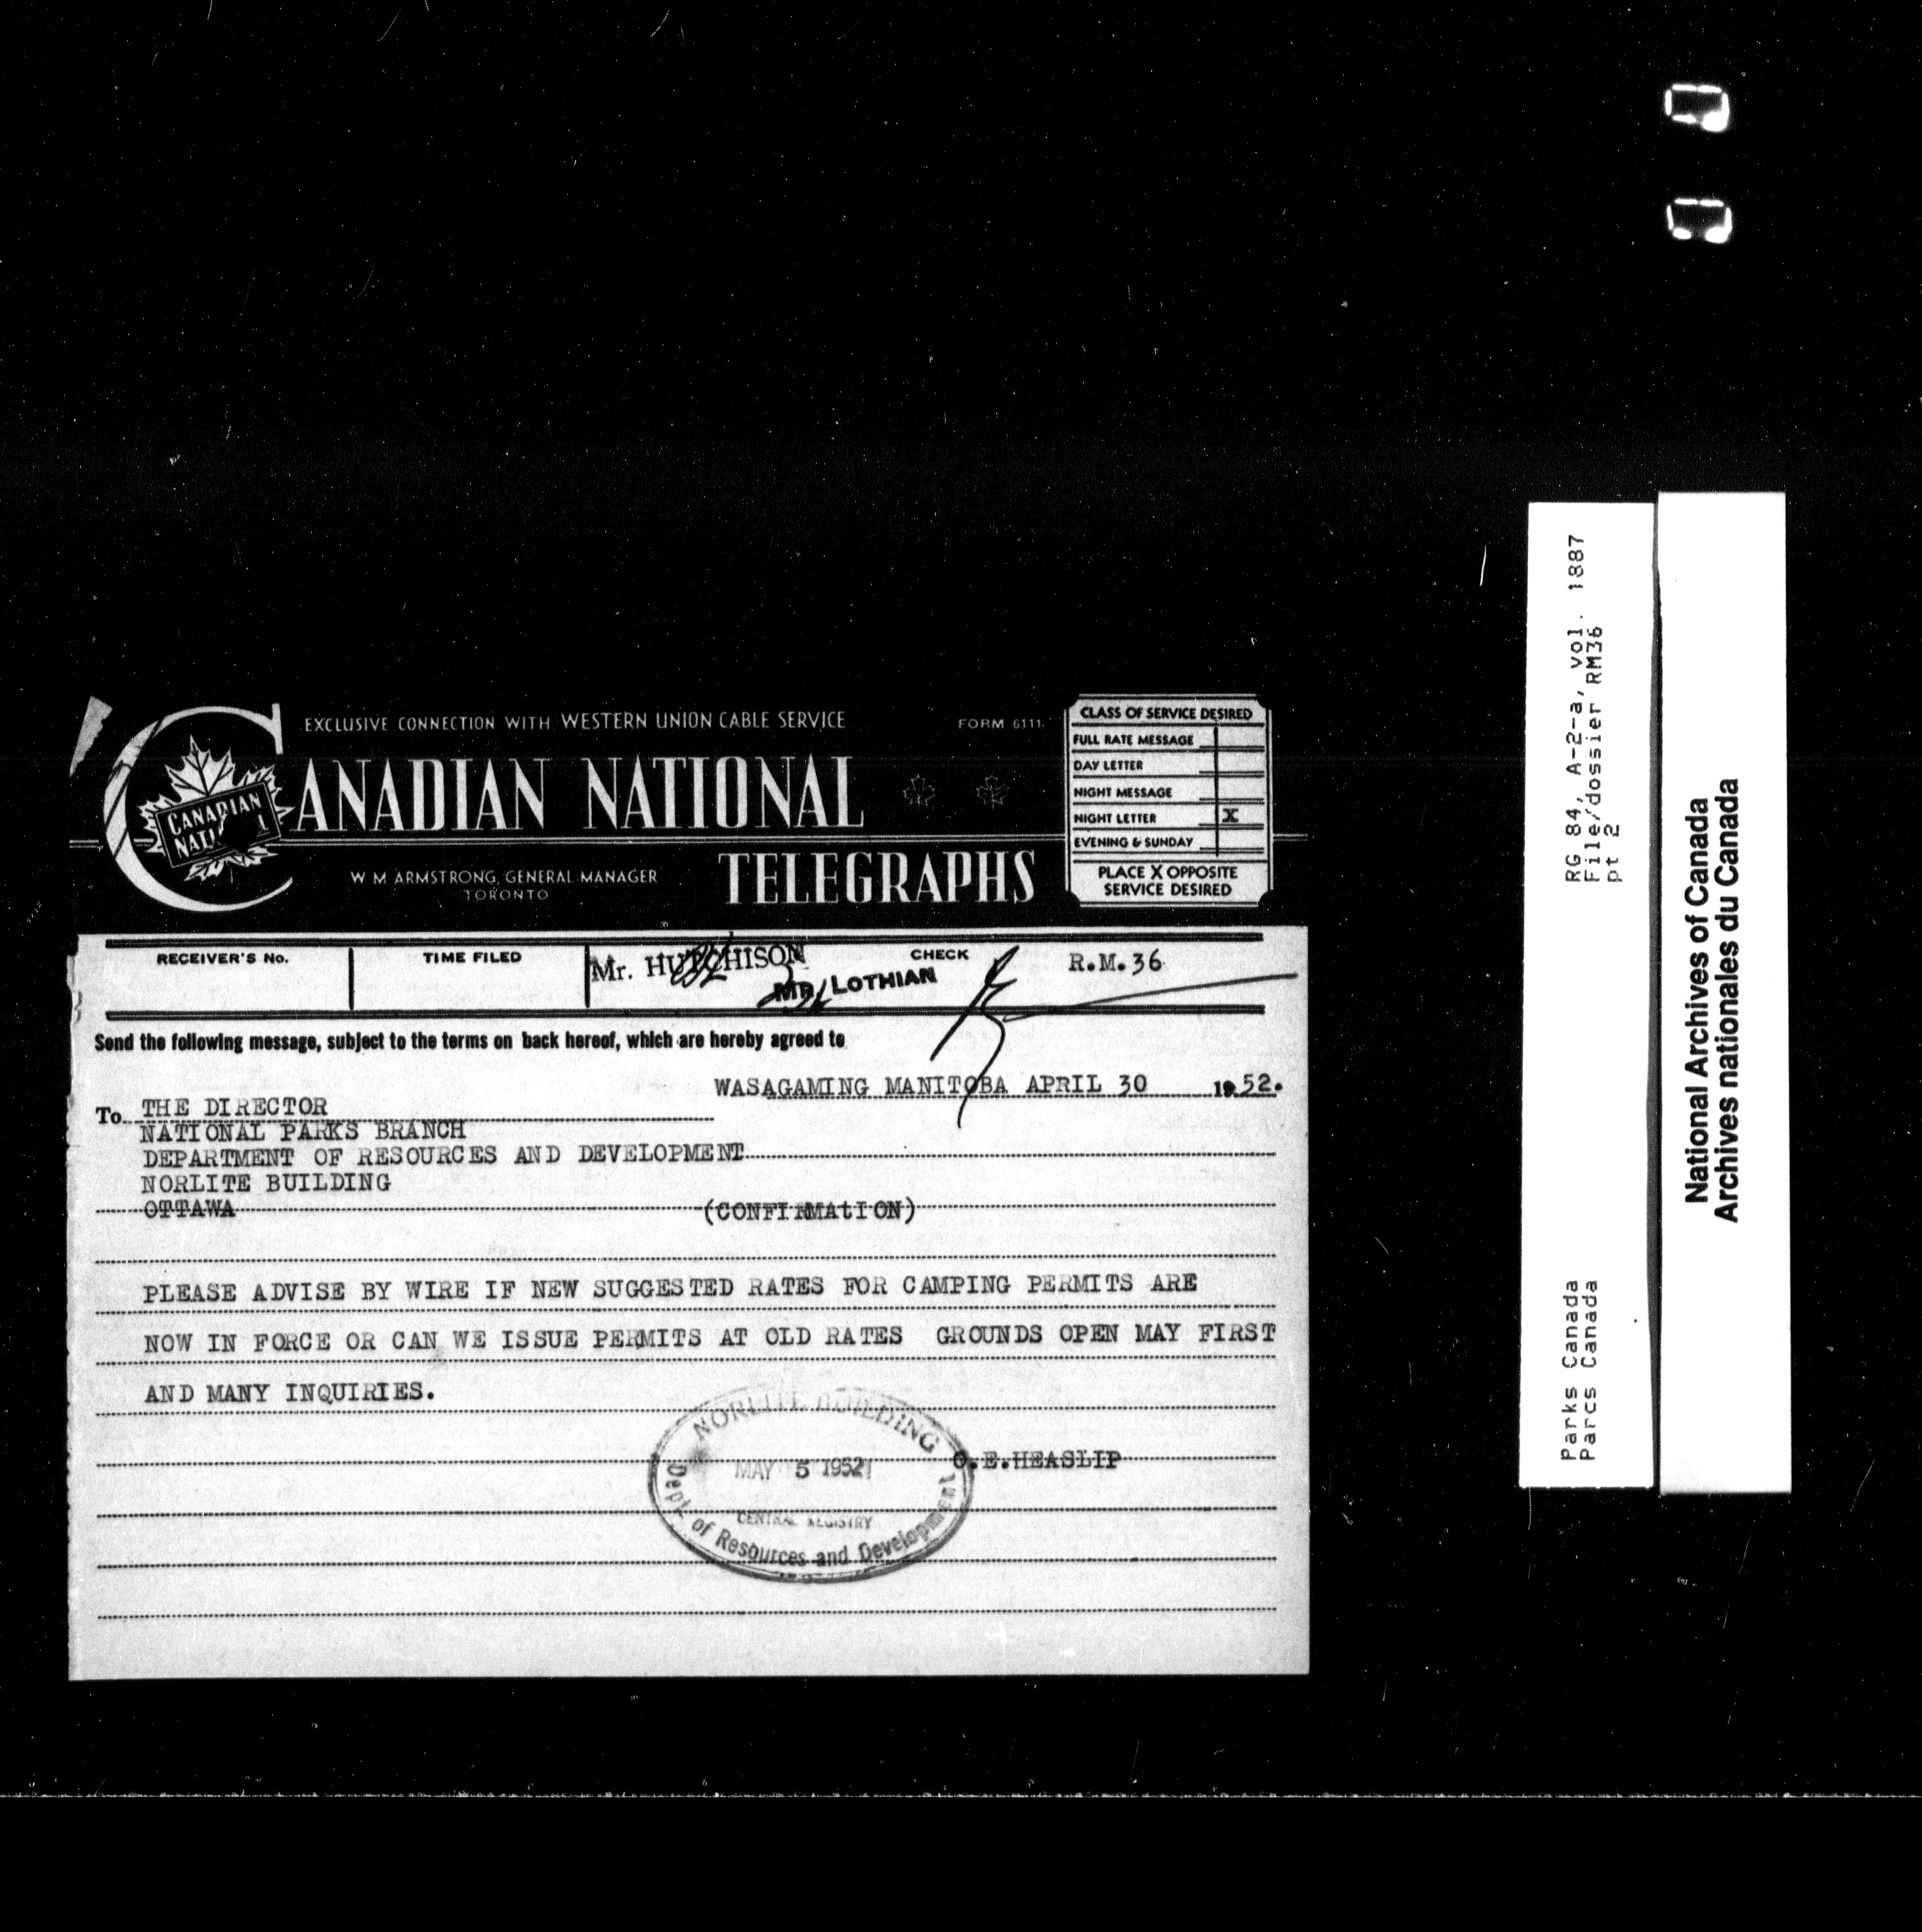 EXCLUSIVE CONNECTION WITH WESTERN UNION CABLE SERVICE
FORM 6111
CANADIAN NATIONAL
TELEGRAPHS
CANADIAN
W M ARMSTRONG, GENERAL MANAGER
TORONTO
CLASS OF SERVICE DESIRED
FULL RATE MESSAGE
DAY LETTER
NIGHT MESSAGE
NIGHT LETTER X
EVENING & SUNDAY
PLACE X OPPOSITE
SERVICE DESIRED
RECEIVER'S No.
TIME FILED
Mr. HUTCHISON
CHECK
R.M.36
MR. LOTHIAN
Send the following message, subject to the terms on back hereof, which are hereby agreed to
WASAGAMING MANITOBA APRIL 30 1952.
To THE DIRECTOR
NATIONAL PARKS BRANCH
DEPARTMENT OF RESOURCES AND DEVELOPMENT
NORLITE BUILDING
OTTAWA (CONFIRMAtION)
PLEASE ADVISE BY WIRE IF NEW SUGGESTED RATES FOR CAMPING PERMITS ARE
NOW IN FORCE OR CAN WE ISSUE PERMITS AT OLD RATES GROUNDS OPEN MAY FIRST
AND MANY INQUIRIES.
O.E.HEASLIP
NORLITE BUILDING
MAY 5 1952
CENTRAL REGISTRY
Dept. of Resources and Development
RG 84, A-2-a, vol. 1887
File/dossier RM36
pt 2
Parks Canada
Parcs Canada
National Archives of Canada
Archives nationales du Canada